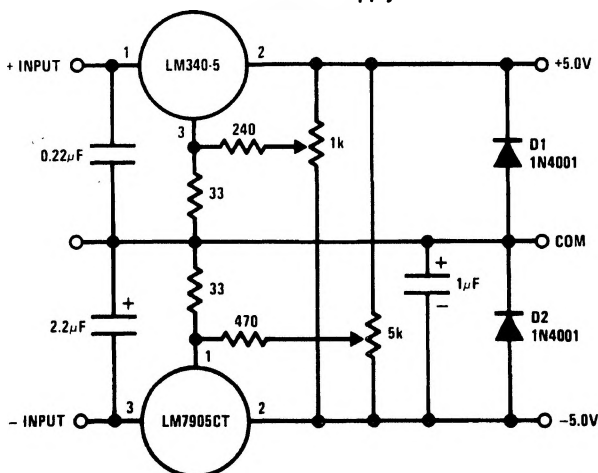 supply
1
LM340-5
2
+ INPUT
+5.0V
3
240
1k
D1
1N4001
0.22µF
33
COM
+
+
33
1µF
−
2.2µF
470
5k
D2
1N4001
1
− INPUT
3
LM7905CT
2
−5.0V